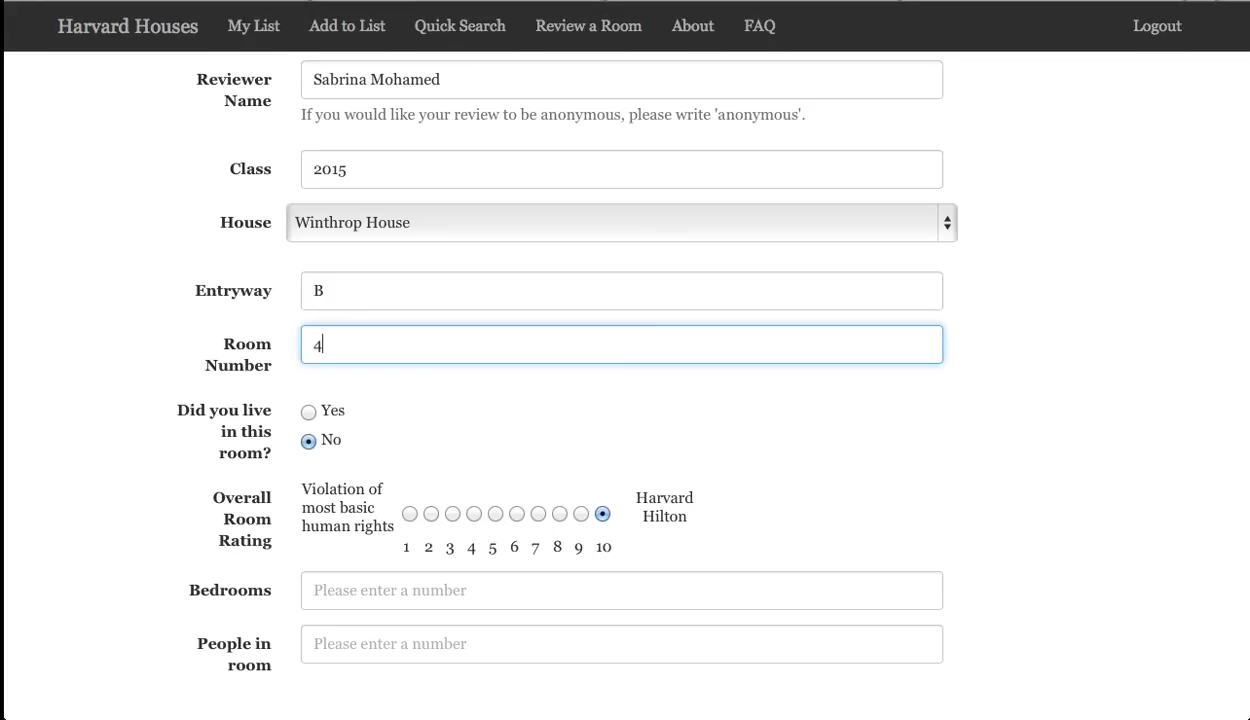 Harvard Houses My List Add to List Quick Search Review a Room About FAQ Logout
Reviewer Name Sabrina Mohamed
If you would like your review to be anonymous, please write 'anonymous'.
Class 2015
House Winthrop House
Entryway B
Room Number 4
Did you live in this room? Yes
No
Overall Room Rating
Violation of most basic human rights
Harvard Hilton
1 2 3 4 5 6 7 8 9 10
Bedrooms Please enter a number
People in room Please enter a number